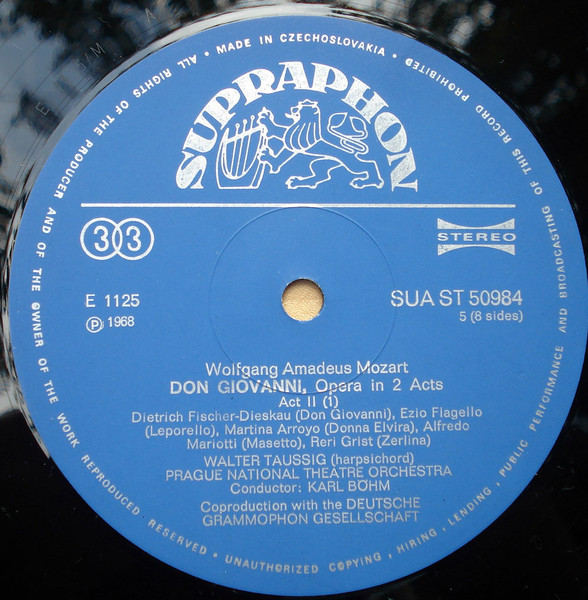 • MADE IN CZECHOSLOVAKIA •
ALL RIGHTS OF THE PRODUCER AND OF THE OWNER OF THE WORK REPRODUCED RESERVED • UNAUTHORIZED COPYING, HIRING, LENDING, PUBLIC PERFORMANCE AND BROADCASTING OF THIS RECORD PROHIBITED
SUPRAPHON
33
STEREO
E 1125
SUA ST 50984
Ⓟ 1968
5 (8 sides)
Wolfgang Amadeus Mozart
DON GIOVANNI, Opera in 2 Acts
Act II (1)
Dietrich Fischer-Dieskau (Don Giovanni), Ezio Flagello
(Leporello), Martina Arroyo (Donna Elvira), Alfredo
Mariotti (Masetto), Reri Grist (Zerlina)
WALTER TAUSSIG (harpsichord)
PRAGUE NATIONAL THEATRE ORCHESTRA
Conductor: KARL BÖHM
Coproduction with the DEUTSCHE
GRAMMOPHON GESELLSCHAFT